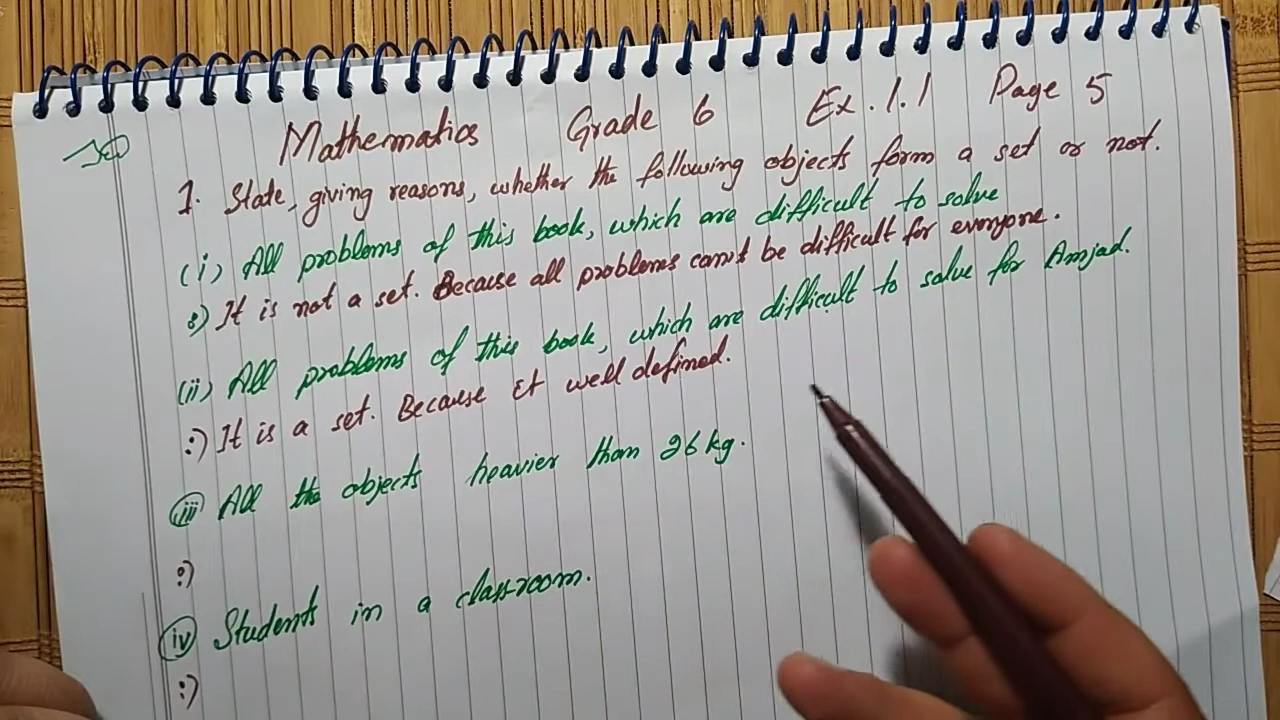 Mathematics Grade 6 Ex. 1.1 Page 5
1. State, giving reasons, whether the following objects form a set or not.
(i) All problems of this book, which are difficult to solve
:) It is not a set. Because all problems can't be difficult for everyone.
(ii) All problems of this book, which are difficult to solve for Amjad.
:) It is a set. Because it well defined.
(iii) All the objects heavier than 26 kg.
:)
(iv) Students in a classroom.
:)